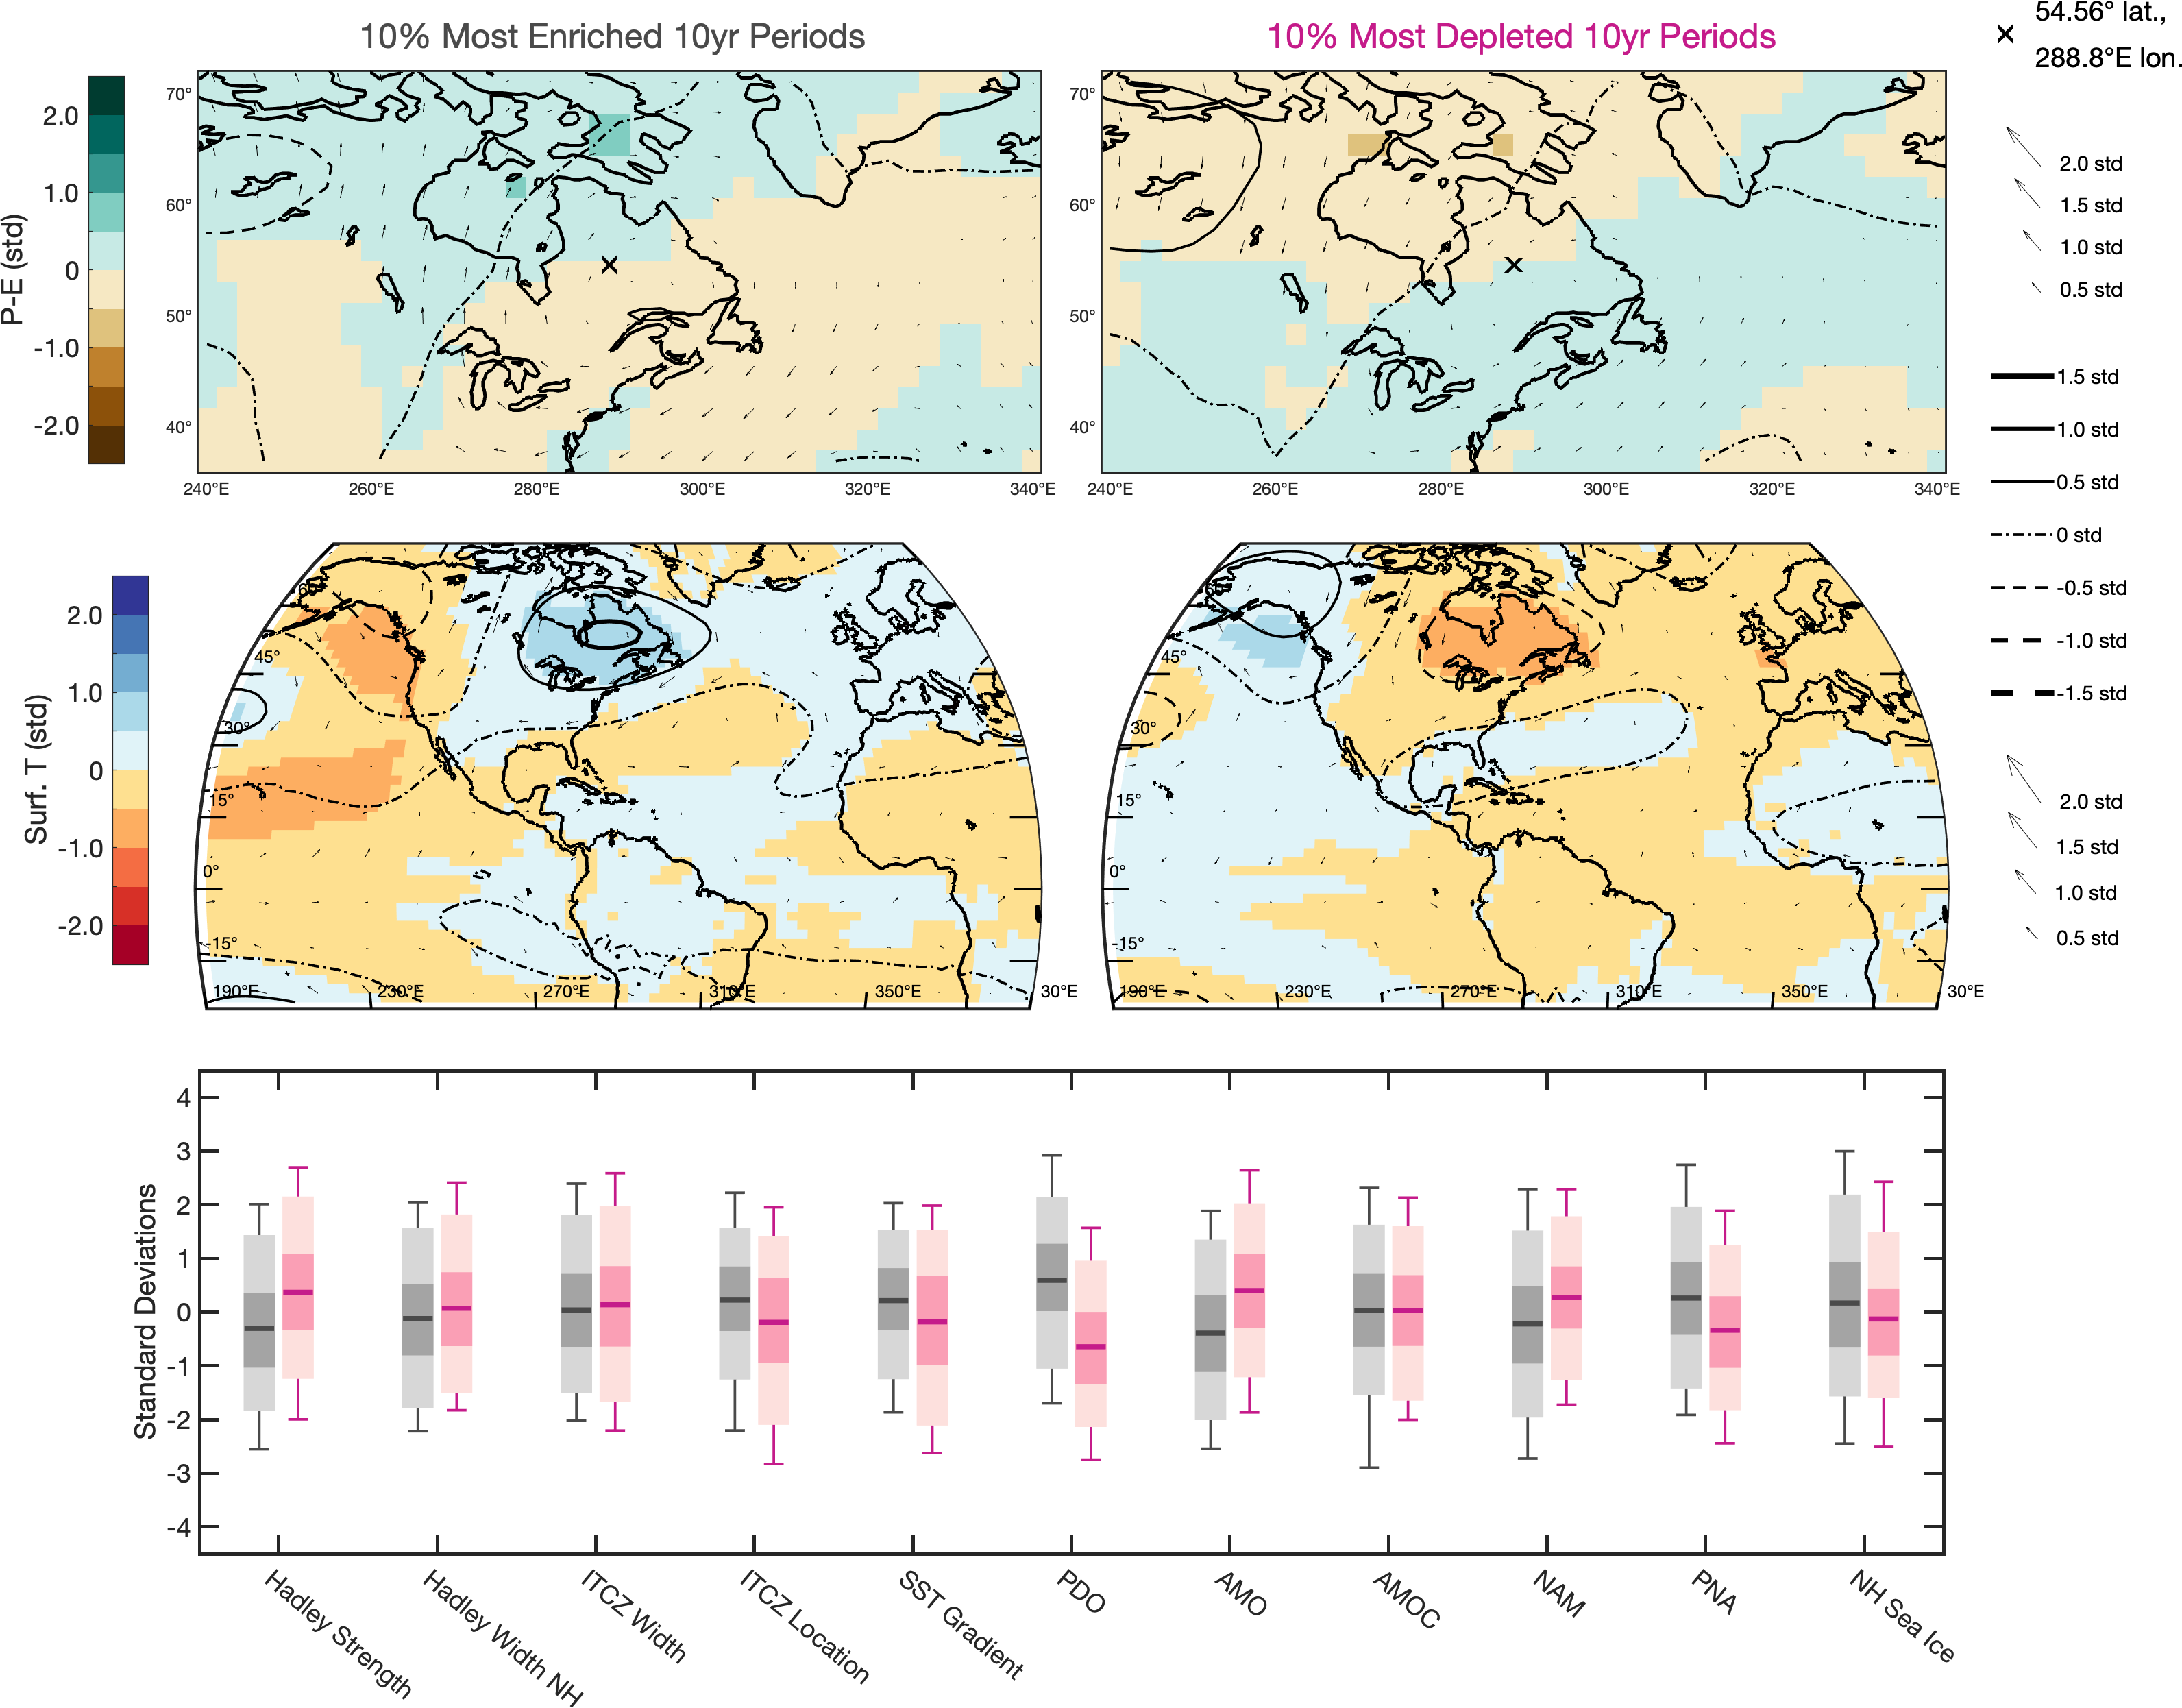 10% Most Enriched 10yr Periods
10% Most Depleted 10yr Periods
54.56° lat.,
288.8°E lon.
P-E (std)
2.0
1.0
0
-1.0
-2.0
70°
60°
50°
40°
240°E 260°E 280°E 300°E 320°E 340°E
70°
60°
50°
40°
240°E 260°E 280°E 300°E 320°E 340°E
2.0 std
1.5 std
1.0 std
0.5 std
1.5 std
1.0 std
0.5 std
0 std
-0.5 std
-1.0 std
-1.5 std
Surf. T (std)
2.0
1.0
0
-1.0
-2.0
60°
45°
30°
15°
0°
-15°
190°E 230°E 270°E 310°E 350°E 30°E
60°
45°
30°
15°
0°
-15°
190°E 230°E 270°E 310°E 350°E 30°E
2.0 std
1.5 std
1.0 std
0.5 std
Standard Deviations
4
3
2
1
0
-1
-2
-3
-4
Hadley Strength
Hadley Width NH
ITCZ Width
ITCZ Location
SST Gradient
PDO
AMO
AMOC
NAM
PNA
NH Sea Ice